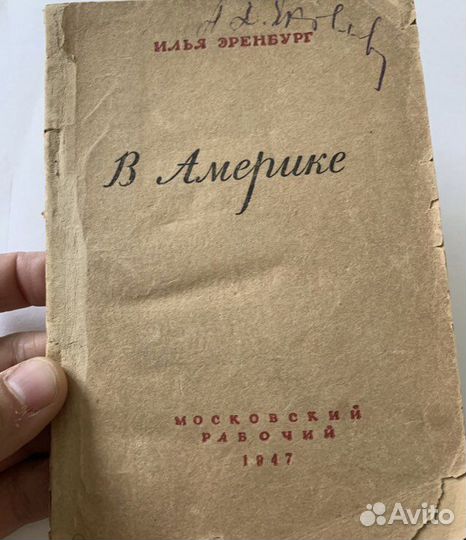 ИЛЬЯ ЭРЕНБУРГ
В Америке
МОСКОВСКИЙ
РАБОЧИЙ
1947
Avito